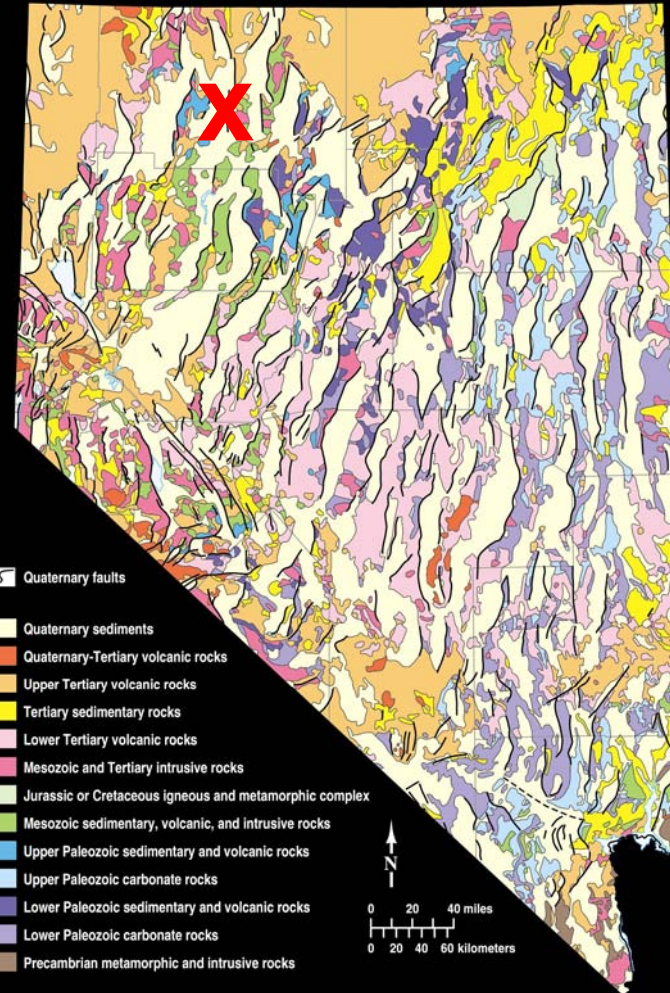 X
Quaternary faults
Quaternary sediments
Quaternary-Tertiary volcanic rocks
Upper Tertiary volcanic rocks
Tertiary sedimentary rocks
Lower Tertiary volcanic rocks
Mesozoic and Tertiary intrusive rocks
Jurassic or Cretaceous igneous and metamorphic complex
Mesozoic sedimentary, volcanic, and intrusive rocks
Upper Paleozoic sedimentary and volcanic rocks
Upper Paleozoic carbonate rocks
Lower Paleozoic sedimentary and volcanic rocks
Lower Paleozoic carbonate rocks
Precambrian metamorphic and intrusive rocks
N
0 20 40 miles
0 20 40 60 kilometers